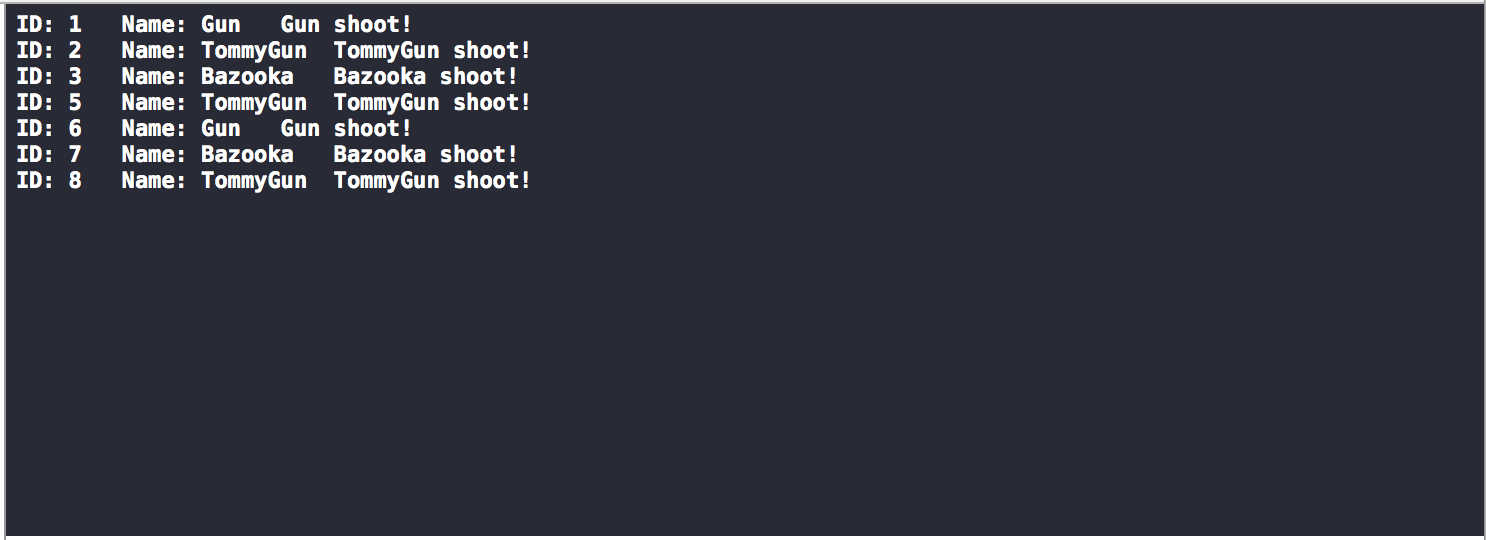 ID: 1   Name: Gun   Gun shoot!
ID: 2   Name: TommyGun  TommyGun shoot!
ID: 3   Name: Bazooka   Bazooka shoot!
ID: 5   Name: TommyGun  TommyGun shoot!
ID: 6   Name: Gun   Gun shoot!
ID: 7   Name: Bazooka   Bazooka shoot!
ID: 8   Name: TommyGun  TommyGun shoot!